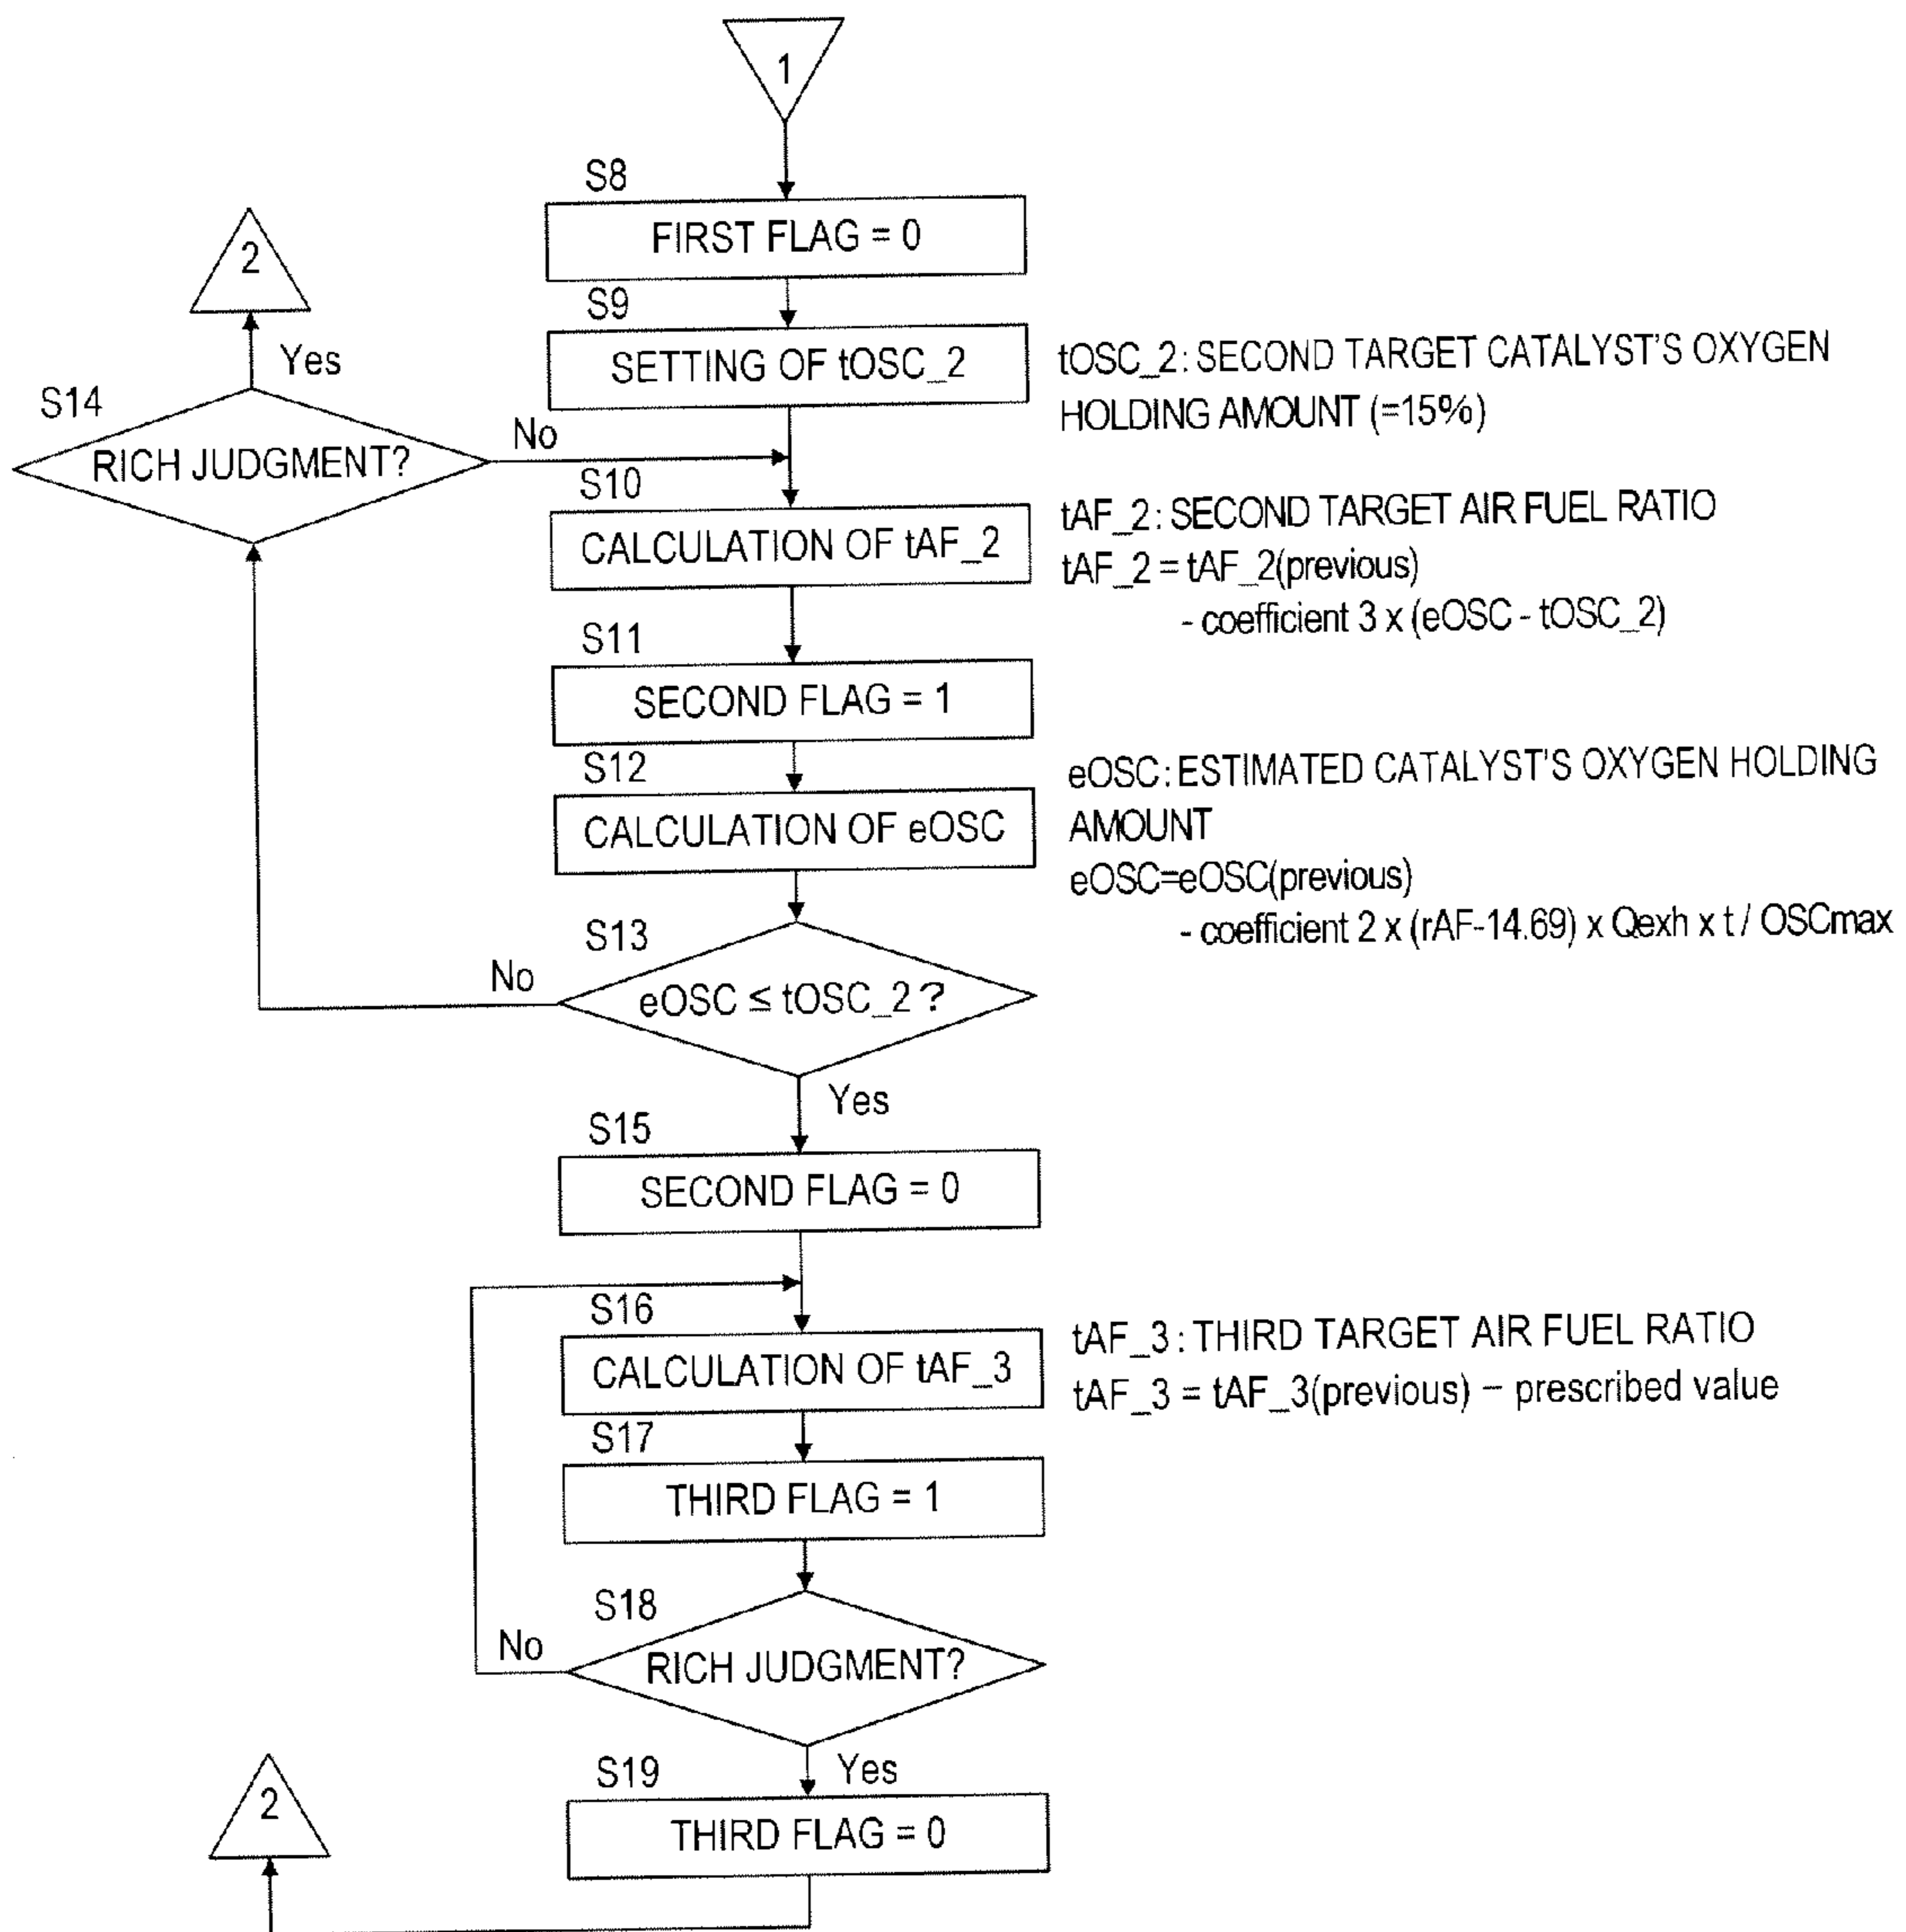 1
S8
FIRST FLAG = 0
2
Yes
S9
SETTING OF tOSC_2
tOSC_2: SECOND TARGET CATALYST'S OXYGEN
HOLDING AMOUNT (=15%)
S14
RICH JUDGMENT?
No
S10
CALCULATION OF tAF_2
tAF_2: SECOND TARGET AIR FUEL RATIO
tAF_2 = tAF_2(previous)
- coefficient 3 x (eOSC - tOSC_2)
S11
SECOND FLAG = 1
S12
CALCULATION OF eOSC
eOSC: ESTIMATED CATALYST'S OXYGEN HOLDING
AMOUNT
eOSC=eOSC(previous)
- coefficient 2 x (rAF-14.69) x Qexh x t / OSCmax
S13
No
eOSC ≤ tOSC_2 ?
Yes
S15
SECOND FLAG = 0
S16
CALCULATION OF tAF_3
tAF_3: THIRD TARGET AIR FUEL RATIO
tAF_3 = tAF_3(previous) – prescribed value
S17
THIRD FLAG = 1
S18
No
RICH JUDGMENT?
Yes
S19
THIRD FLAG = 0
2